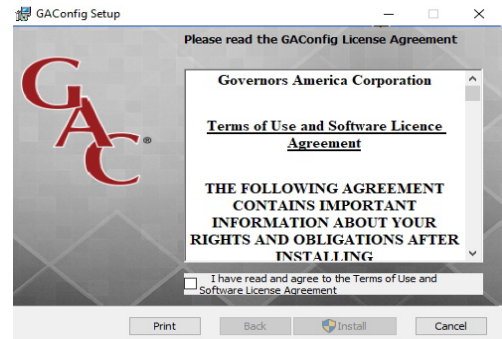 GAConfig Setup
Please read the GAConfig License Agreement
GAC®
Governors America Corporation
Terms of Use and Software Licence
Agreement
THE FOLLOWING AGREEMENT
CONTAINS IMPORTANT
INFORMATION ABOUT YOUR
RIGHTS AND OBLIGATIONS AFTER
INSTALLING
I have read and agree to the Terms of Use and
Software License Agreement
Print
Back
Install
Cancel